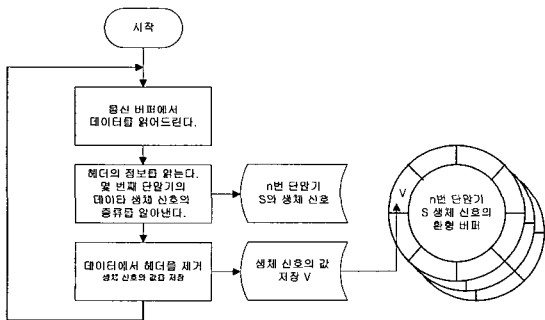 시작
통신 버퍼에서
데이터를 읽어드린다.
헤더의 정보를 읽는다.
몇 번째 단말기의
데이타 생체 신호의
종류를 알아낸다.
n번 단말기
S와 생체 신호
데이터에서 헤더를 제거
생체 신호의 값을 저장
생체 신호의 값
저장 V
V
n번 단말기
S 생체 신호의
환형 버퍼